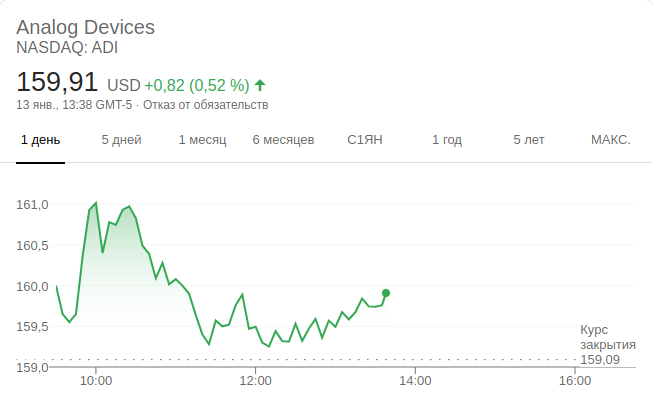 Analog Devices
NASDAQ: ADI
159,91 USD +0,82 (0,52 %)
13 янв., 13:38 GMT-5 · Отказ от обязательств
1 день 5 дней 1 месяц 6 месяцев С1ЯН 1 год 5 лет МАКС.
161,0
160,5
160,0
159,5
159,0
Курс
закрытия
159,09
10:00 12:00 14:00 16:00